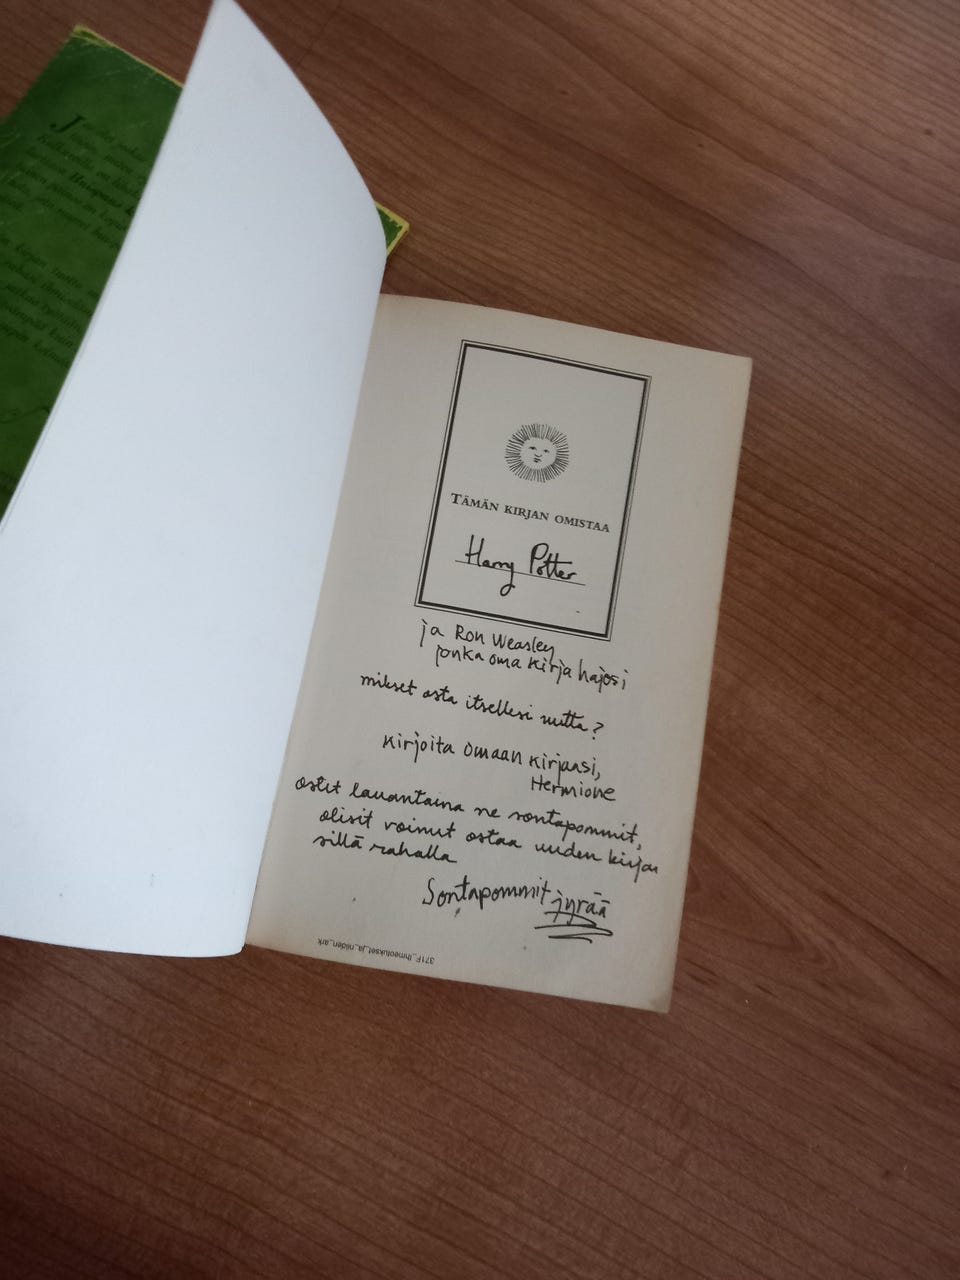 TÄMÄN KIRJAN OMISTAA
Harry Potter
ja Ron Weasley
jonka oma kirja hajosi
mikset osta itsellesi uutta?
Kirjoita omaan kirjaasi,
Hermione
ostit lauantaina ne sontapommit,
olisit voinut ostaa uuden kirjan
sillä rahalla
Sontapommit jyrää
371F_Ihmeotukset_ja_niiden_ark